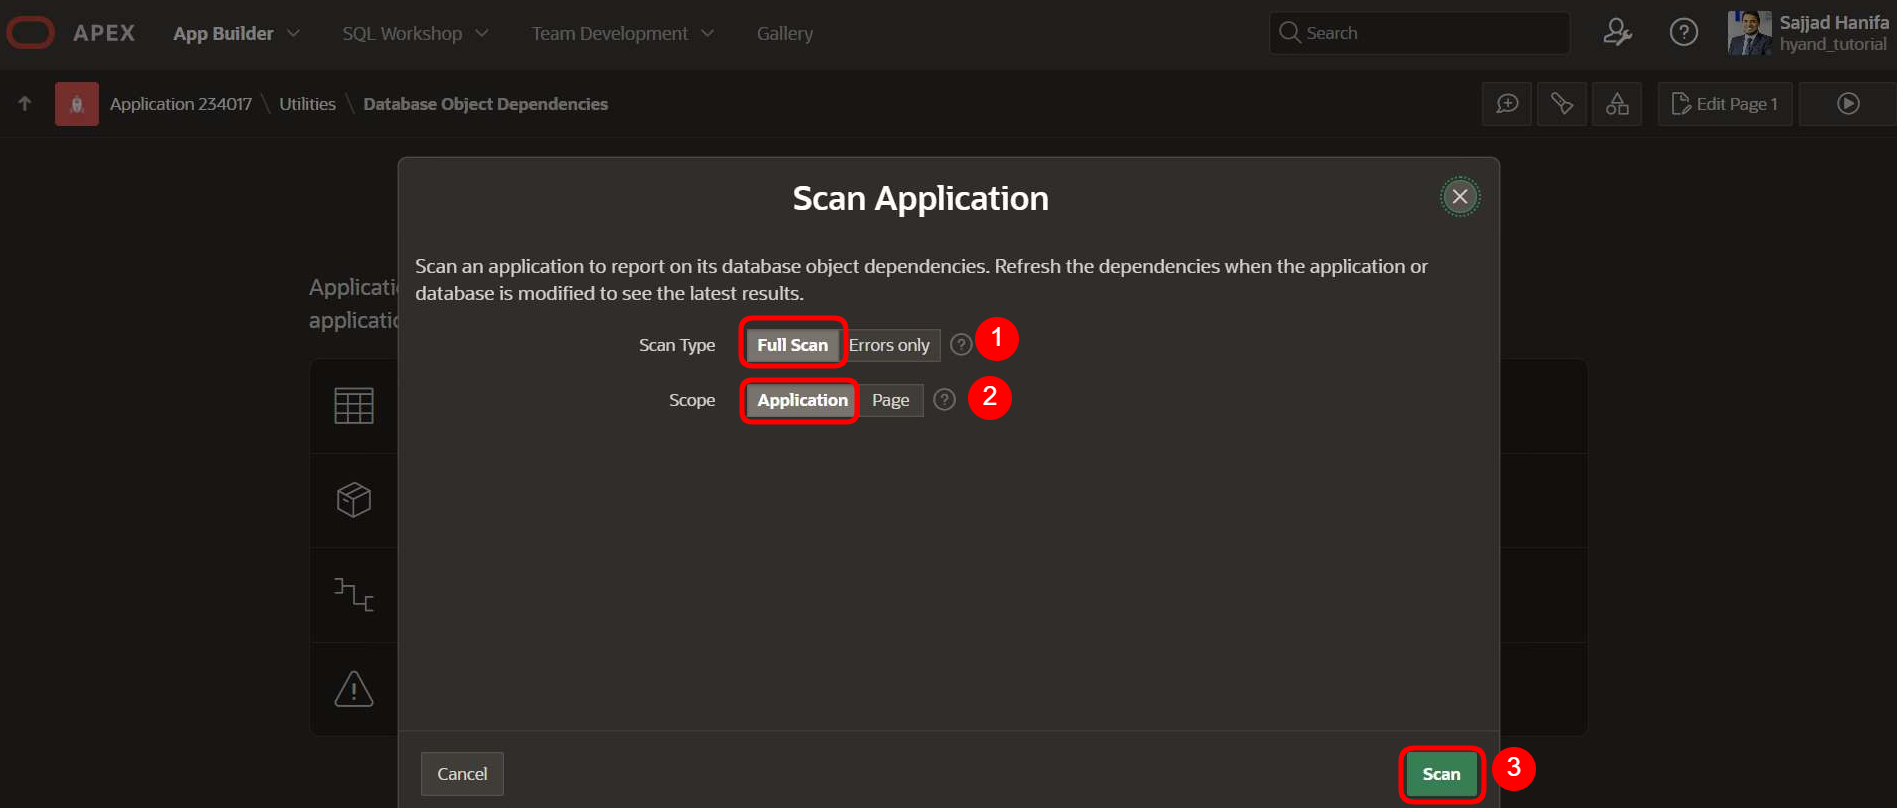 APEX App Builder SQL Workshop Team Development Gallery Search Sajjad Hanifa
hyand_tutorial
Application 234017 \ Utilities \ Database Object Dependencies Edit Page 1
Scan Application
Scan an application to report on its database object dependencies. Refresh the dependencies when the application or
database is modified to see the latest results.
Applicati
applicatic
Scan Type Full Scan Errors only ? 1
Scope Application Page ? 2
Cancel Scan 3